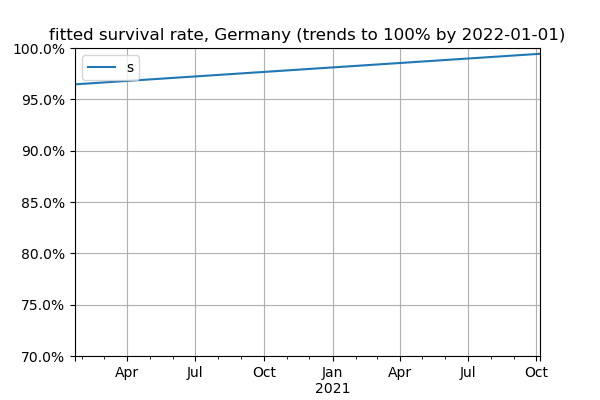 fitted survival rate, Germany (trends to 100% by 2022-01-01)
100.0%
s
95.0%
90.0%
85.0%
80.0%
75.0%
70.0%
Apr Jul Oct Jan Apr Jul Oct
2021